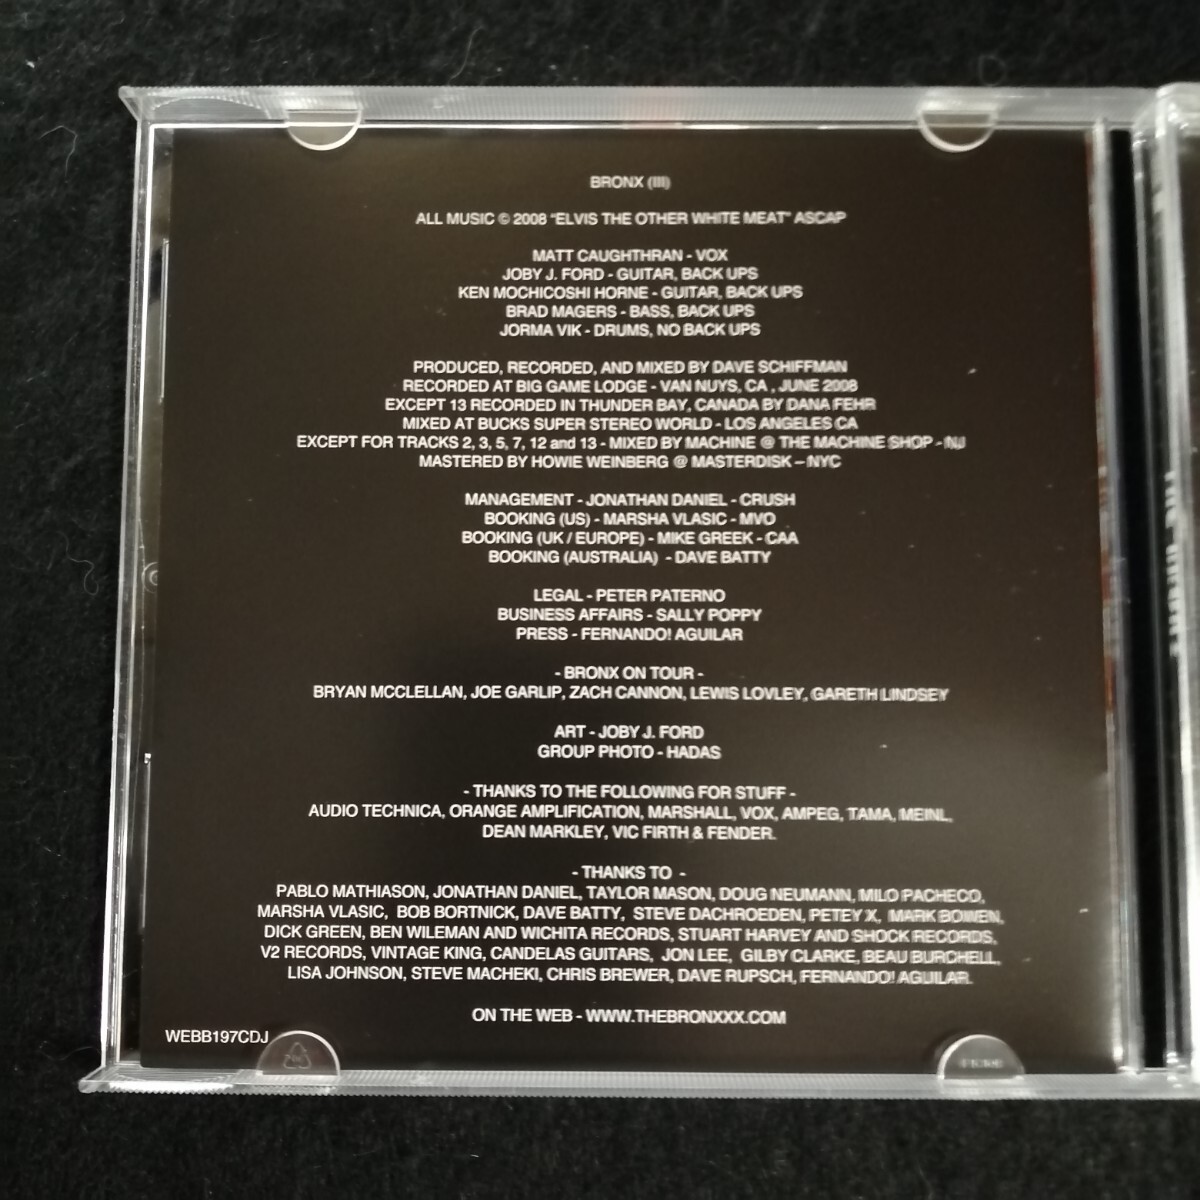 BRONX (III)
ALL MUSIC © 2008 "ELVIS THE OTHER WHITE MEAT" ASCAP
MATT CAUGHTHRAN - VOX
JOBY J. FORD - GUITAR, BACK UPS
KEN MOCHICOSHI HORNE - GUITAR, BACK UPS
BRAD MAGERS - BASS, BACK UPS
JORMA VIK - DRUMS, NO BACK UPS
PRODUCED, RECORDED, AND MIXED BY DAVE SCHIFFMAN
RECORDED AT BIG GAME LODGE - VAN NUYS, CA , JUNE 2008
EXCEPT 13 RECORDED IN THUNDER BAY, CANADA BY DANA FEHR
MIXED AT BUCKS SUPER STEREO WORLD - LOS ANGELES CA
EXCEPT FOR TRACKS 2, 3, 5, 7, 12 and 13 - MIXED BY MACHINE @ THE MACHINE SHOP - NJ
MASTERED BY HOWIE WEINBERG @ MASTERDISK – NYC
MANAGEMENT - JONATHAN DANIEL - CRUSH
BOOKING (US) - MARSHA VLASIC - MVO
BOOKING (UK / EUROPE) - MIKE GREEK - CAA
BOOKING (AUSTRALIA) - DAVE BATTY
LEGAL - PETER PATERNO
BUSINESS AFFAIRS - SALLY POPPY
PRESS - FERNANDO! AGUILAR
- BRONX ON TOUR -
BRYAN MCCLELLAN, JOE GARLIP, ZACH CANNON, LEWIS LOVLEY, GARETH LINDSEY
ART - JOBY J. FORD
GROUP PHOTO - HADAS
- THANKS TO THE FOLLOWING FOR STUFF -
AUDIO TECHNICA, ORANGE AMPLIFICATION, MARSHALL, VOX, AMPEG, TAMA, MEINL,
DEAN MARKLEY, VIC FIRTH & FENDER.
- THANKS TO -
PABLO MATHIASON, JONATHAN DANIEL, TAYLOR MASON, DOUG NEUMANN, MILO PACHECO,
MARSHA VLASIC, BOB BORTNICK, DAVE BATTY, STEVE DACHROEDEN, PETEY X, MARK BOWEN,
DICK GREEN, BEN WILEMAN AND WICHITA RECORDS, STUART HARVEY AND SHOCK RECORDS,
V2 RECORDS, VINTAGE KING, CANDELAS GUITARS, JON LEE, GILBY CLARKE, BEAU BURCHELL,
LISA JOHNSON, STEVE MACHEKI, CHRIS BREWER, DAVE RUPSCH, FERNANDO! AGUILAR.
ON THE WEB - WWW.THEBRONXXX.COM
WEBB197CDJ